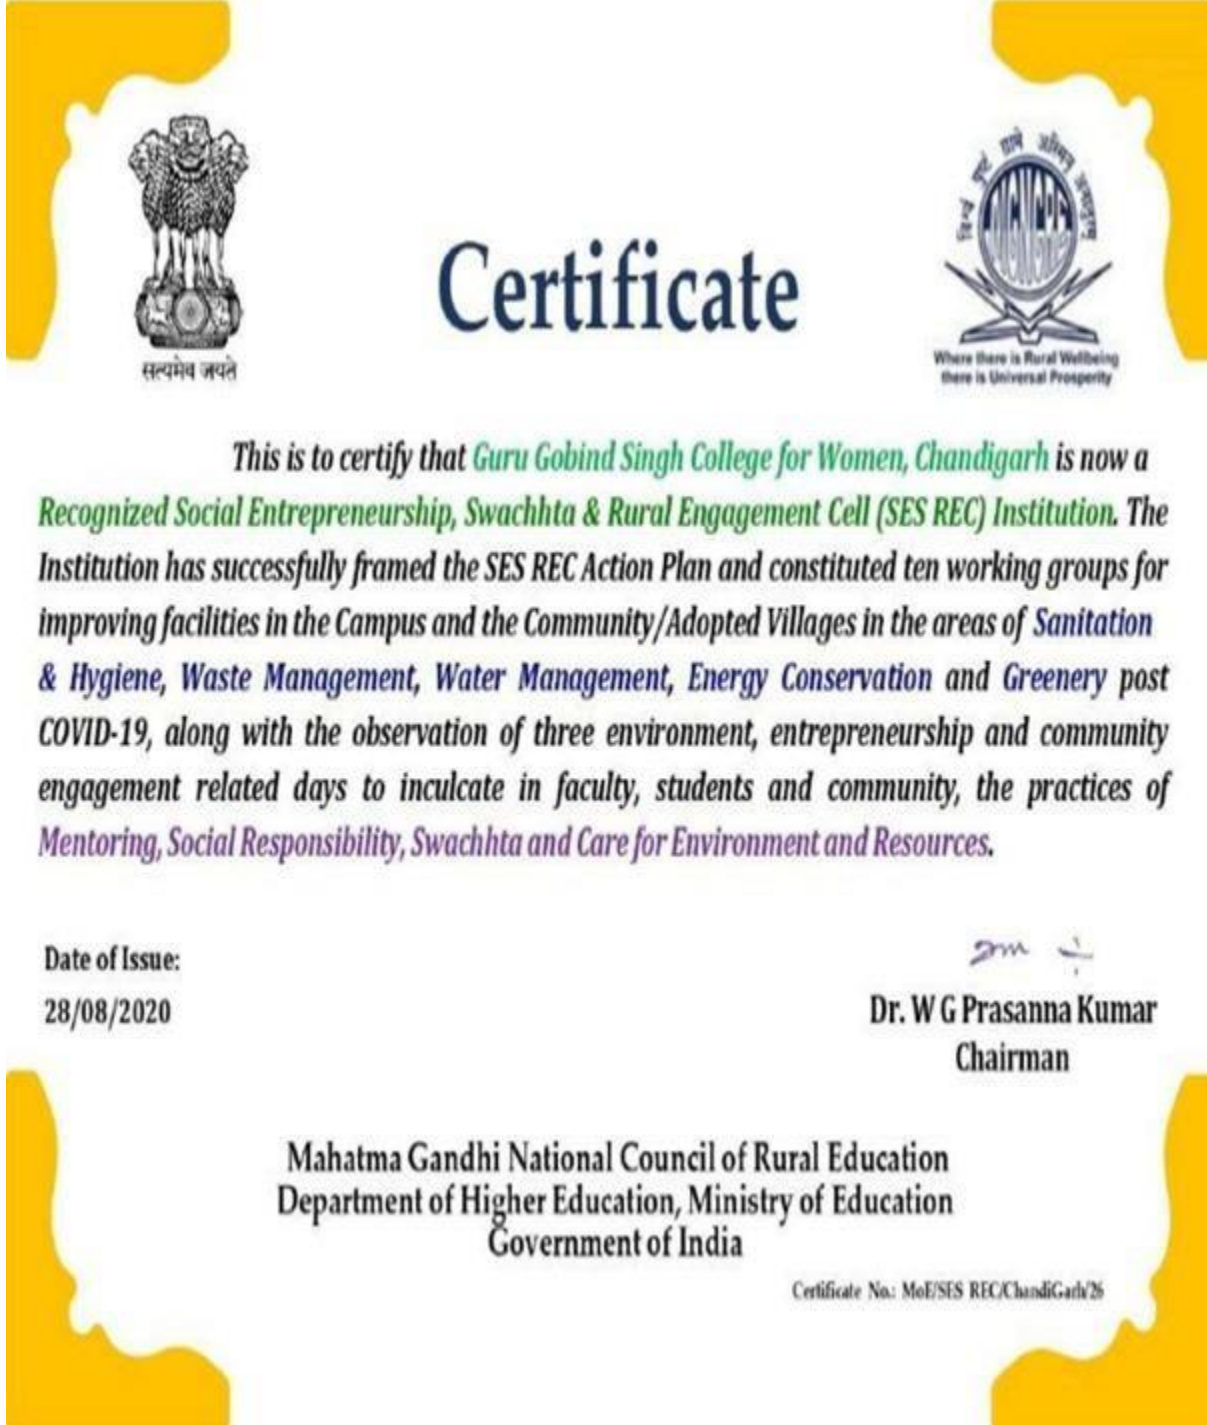 सत्यमेव जयते
Certificate
विश्वं पुष्टं ग्रामे अस्मिन् अनातुरम्
MGNCRE
Where there is Rural Wellbeing
there is Universal Prosperity
This is to certify that Guru Gobind Singh College for Women, Chandigarh is now a
Recognized Social Entrepreneurship, Swachhta & Rural Engagement Cell (SES REC) Institution. The
Institution has successfully framed the SES REC Action Plan and constituted ten working groups for
improving facilities in the Campus and the Community/Adopted Villages in the areas of Sanitation
& Hygiene, Waste Management, Water Management, Energy Conservation and Greenery post
COVID-19, along with the observation of three environment, entrepreneurship and community
engagement related days to inculcate in faculty, students and community, the practices of
Mentoring, Social Responsibility, Swachhta and Care for Environment and Resources.
Date of Issue:
28/08/2020
Dr. W G Prasanna Kumar
Chairman
Mahatma Gandhi National Council of Rural Education
Department of Higher Education, Ministry of Education
Government of India
Certificate No.: MoE/SES REC/ChandiGarh/26